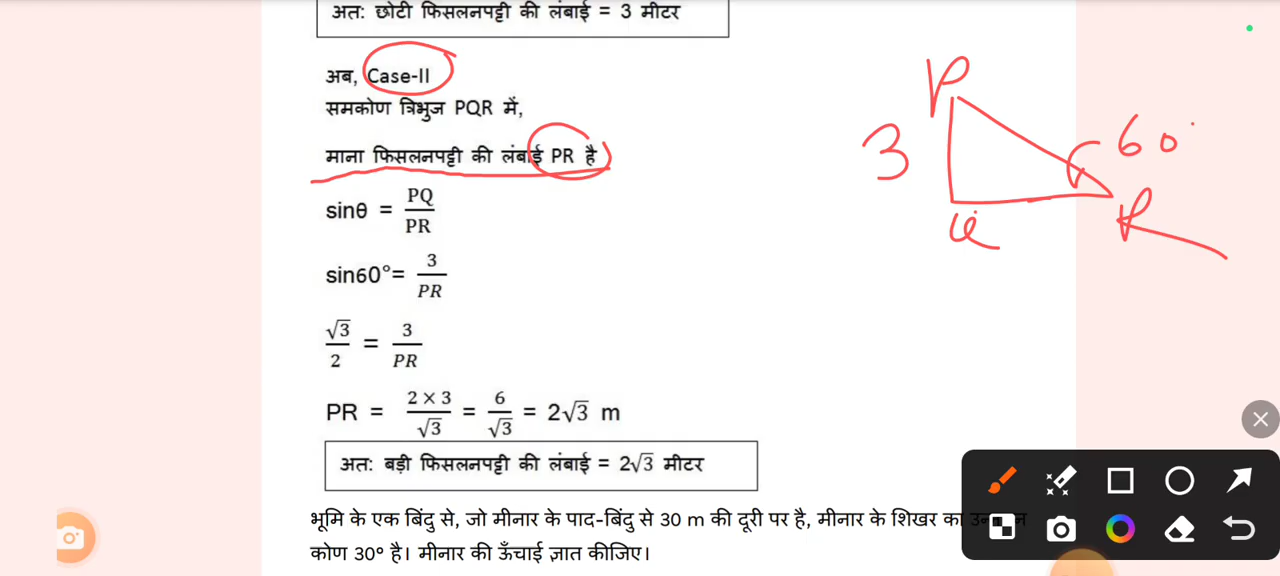 अत: छोटी फिसलनपट्टी की लंबाई = 3 मीटर
अब, Case-II
समकोण त्रिभुज PQR में,
माना फिसलनपट्टी की लंबाई PR है
sinθ = PQ/PR
sin60°= 3/PR
√3/2 = 3/PR
PR = 2 × 3/√3 = 6/√3 = 2√3 m
अत: बड़ी फिसलनपट्टी की लंबाई = 2√3 मीटर
भूमि के एक बिंदु से, जो मीनार के पाद-बिंदु से 30 m की दूरी पर है, मीनार के शिखर का
कोण 30° है। मीनार की ऊँचाई ज्ञात कीजिए।
P
3
60°
Q
R